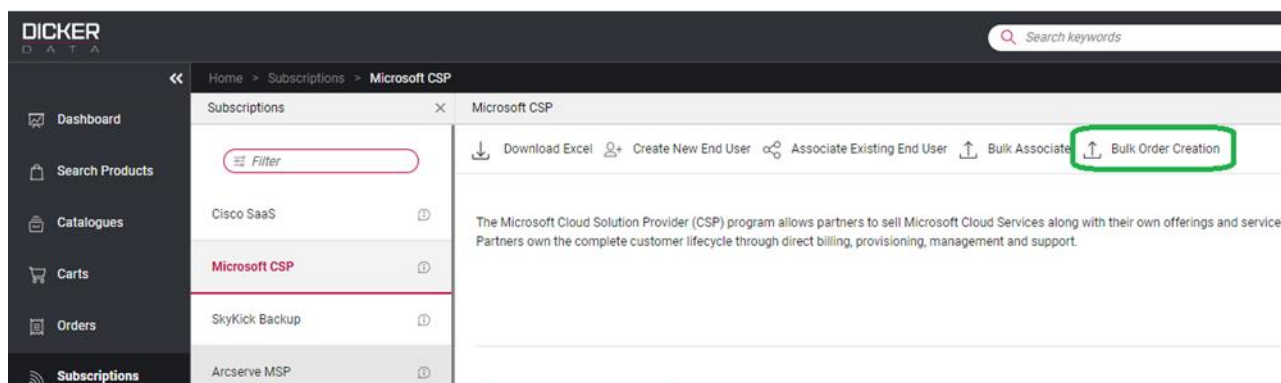 DICKER
DATA
Search keywords
Home > Subscriptions > Microsoft CSP
Dashboard
Search Products
Catalogues
Carts
Orders
Subscriptions
Subscriptions
Filter
Cisco SaaS
Microsoft CSP
SkyKick Backup
Arcserve MSP
Microsoft CSP
Download Excel Create New End User Associate Existing End User Bulk Associate Bulk Order Creation
The Microsoft Cloud Solution Provider (CSP) program allows partners to sell Microsoft Cloud Services along with their own offerings and service
Partners own the complete customer lifecycle through direct billing, provisioning, management and support.